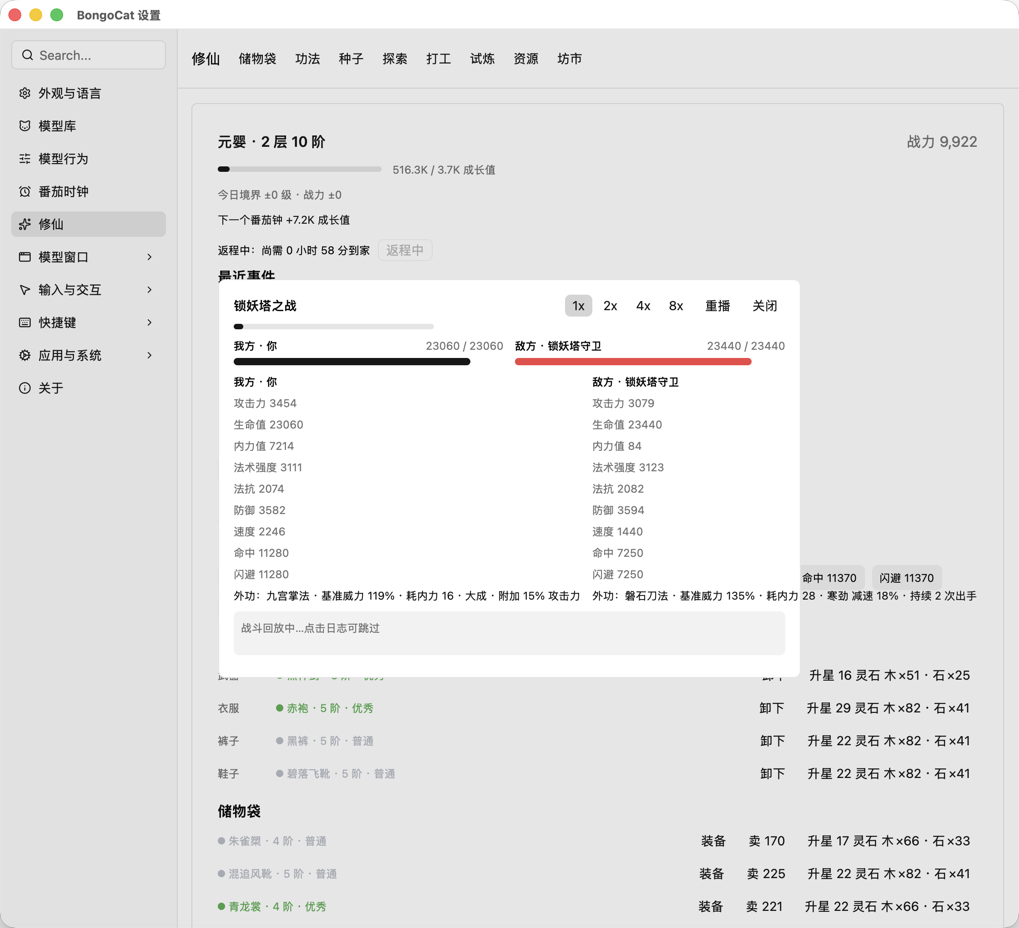 BongoCat 设置
Search...
外观与语言
模型库
模型行为
番茄时钟
修仙
模型窗口
输入与交互
快捷键
应用与系统
关于
修仙 储物袋 功法 种子 探索 打工 试炼 资源 坊市
元婴 · 2 层 10 阶 战力 9,922
516.3K / 3.7K 成长值
今日境界 ±0 级 · 战力 ±0
下一个番茄钟 +7.2K 成长值
返程中：尚需 0 小时 58 分到家 返程中
最近事件
锁妖塔之战 1x 2x 4x 8x 重播 关闭
我方 · 你 23060 / 23060 敌方 · 锁妖塔守卫 23440 / 23440
我方 · 你 敌方 · 锁妖塔守卫
攻击力 3454 攻击力 3079
生命值 23060 生命值 23440
内力值 7214 内力值 84
法术强度 3111 法术强度 3123
法抗 2074 法抗 2082
防御 3582 防御 3594
速度 2246 速度 1440
命中 11280 命中 7250
闪避 11280 闪避 7250
命中 11370 闪避 11370
外功：九宫掌法 · 基准威力 119% · 耗内力 16 · 大成 · 附加 15% 攻击力 外功：磐石刀法 · 基准威力 135% · 耗内力 28 · 寒劲 减速 18% · 持续 2 次出手
战斗回放中...点击日志可跳过
升星 16 灵石 木×51 · 石×25
衣服 赤袍 · 5 阶 · 优秀 卸下 升星 29 灵石 木×82 · 石×41
裤子 黑裤 · 5 阶 · 普通 卸下 升星 22 灵石 木×82 · 石×41
鞋子 碧落飞靴 · 5 阶 · 普通 卸下 升星 22 灵石 木×82 · 石×41
储物袋
朱雀槊 · 4 阶 · 普通 装备 卖 170 升星 17 灵石 木×66 · 石×33
混追风靴 · 5 阶 · 普通 装备 卖 225 升星 22 灵石 木×82 · 石×41
青龙裳 · 4 阶 · 优秀 装备 卖 221 升星 22 灵石 木×66 · 石×33